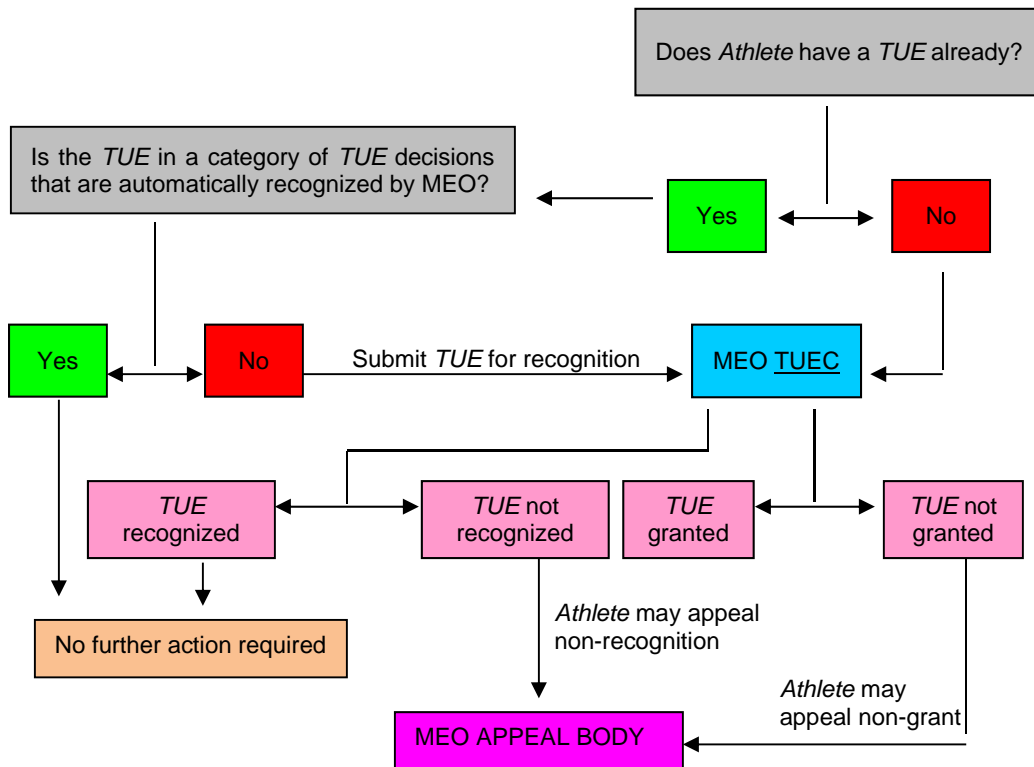 Does Athlete have a TUE already?
Is the TUE in a category of TUE decisions
that are automatically recognized by MEO?
Yes
No
Yes
No
Submit TUE for recognition
MEO TUEC
TUE
recognized
TUE not
recognized
TUE
granted
TUE not
granted
Athlete may appeal
non-recognition
No further action required
Athlete may
appeal non-grant
MEO APPEAL BODY